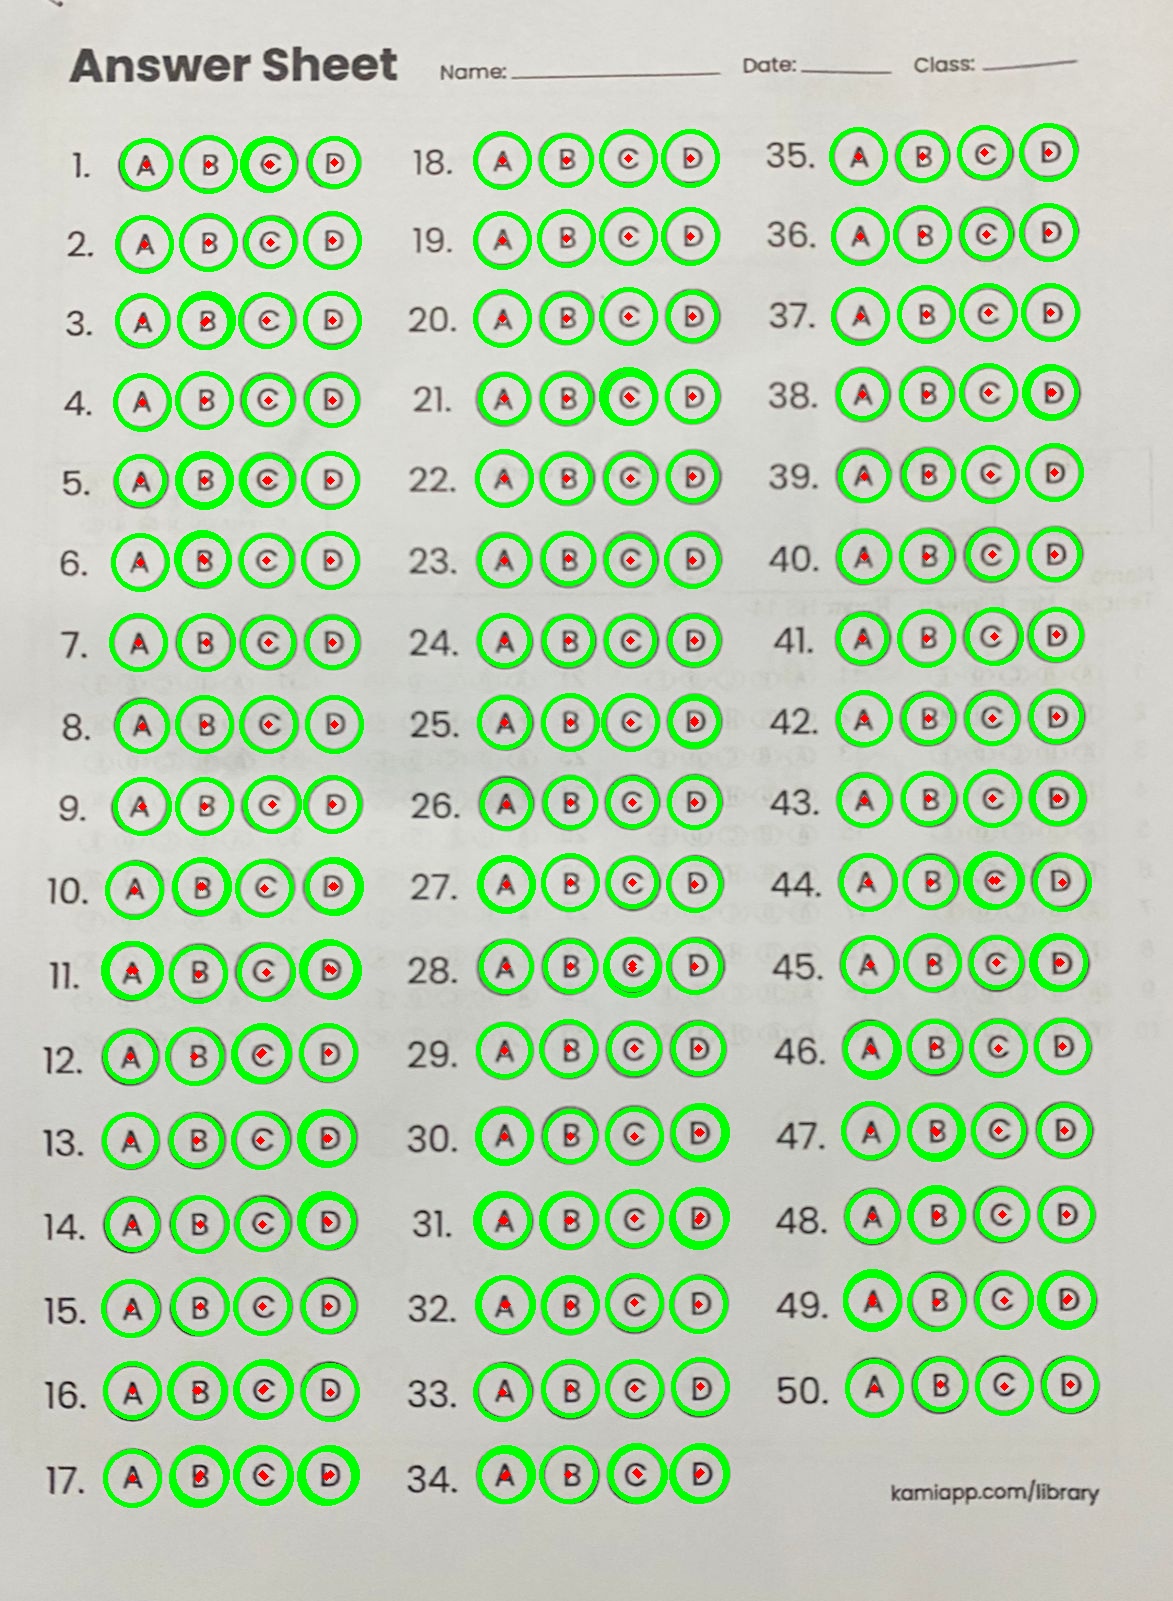 Answer Sheet Name: Date: Class:
1. A B C D
2. A B C D
3. A B C D
4. A B C D
5. A B C D
6. A B C D
7. A B C D
8. A B C D
9. A B C D
10. A B C D
11. A B C D
12. A B C D
13. A B C D
14. A B C D
15. A B C D
16. A B C D
17. A B C D
18. A B C D
19. A B C D
20. A B C D
21. A B C D
22. A B C D
23. A B C D
24. A B C D
25. A B C D
26. A B C D
27. A B C D
28. A B C D
29. A B C D
30. A B C D
31. A B C D
32. A B C D
33. A B C D
34. A B C D
35. A B C D
36. A B C D
37. A B C D
38. A B C D
39. A B C D
40. A B C D
41. A B C D
42. A B C D
43. A B C D
44. A B C D
45. A B C D
46. A B C D
47. A B C D
48. A B C D
49. A B C D
50. A B C D
kamiapp.com/library